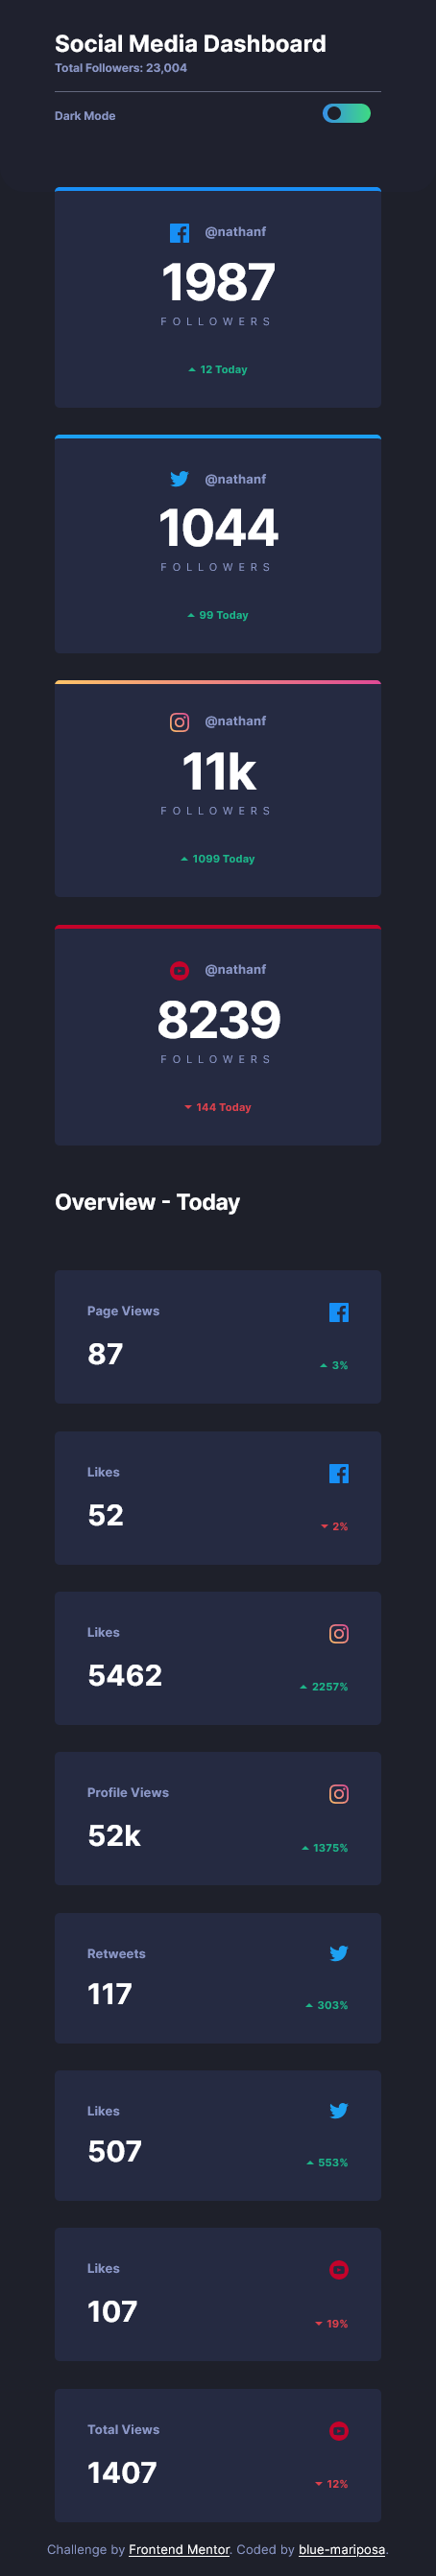 Social Media Dashboard
Total Followers: 23,004
Dark Mode
@nathanf
1987
FOLLOWERS
12 Today
@nathanf
1044
FOLLOWERS
99 Today
@nathanf
11k
FOLLOWERS
1099 Today
@nathanf
8239
FOLLOWERS
144 Today
Overview - Today
Page Views
87
3%
Likes
52
2%
Likes
5462
2257%
Profile Views
52k
1375%
Retweets
117
303%
Likes
507
553%
Likes
107
19%
Total Views
1407
12%
Challenge by Frontend Mentor. Coded by blue-mariposa.